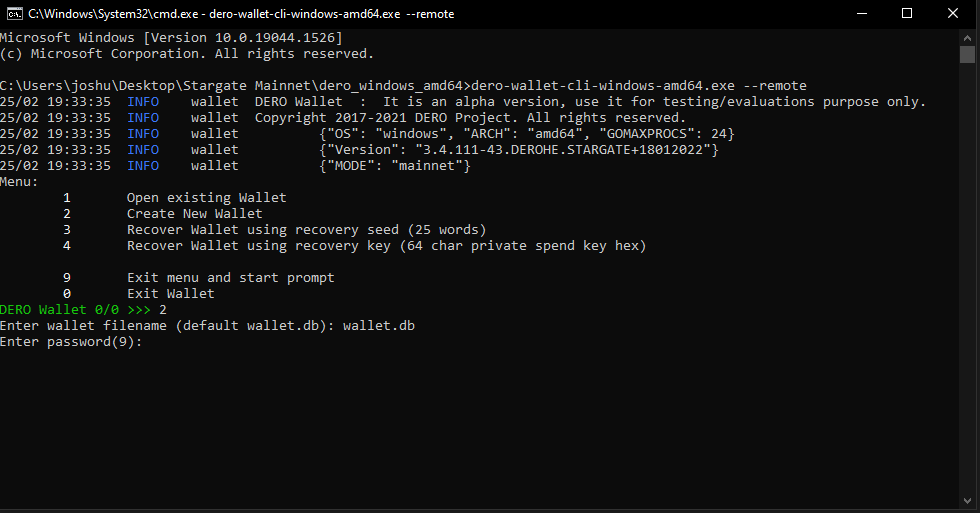 C:\Windows\System32\cmd.exe - dero-wallet-cli-windows-amd64.exe --remote
Microsoft Windows [Version 10.0.19044.1526]
(c) Microsoft Corporation. All rights reserved.
C:\Users\joshu\Desktop\Stargate Mainnet\dero_windows_amd64>dero-wallet-cli-windows-amd64.exe --remote
25/02 19:33:35  INFO    wallet  DERO Wallet  :  It is an alpha version, use it for testing/evaluations purpose only.
25/02 19:33:35  INFO    wallet  Copyright 2017-2021 DERO Project. All rights reserved.
25/02 19:33:35  INFO    wallet          {"OS": "windows", "ARCH": "amd64", "GOMAXPROCS": 24}
25/02 19:33:35  INFO    wallet          {"Version": "3.4.111-43.DEROHE.STARGATE+18012022"}
25/02 19:33:35  INFO    wallet          {"MODE": "mainnet"}
Menu:
1       Open existing Wallet
2       Create New Wallet
3       Recover Wallet using recovery seed (25 words)
4       Recover Wallet using recovery key (64 char private spend key hex)
9       Exit menu and start prompt
0       Exit Wallet
DERO Wallet 0/0 >>> 2
Enter wallet filename (default wallet.db): wallet.db
Enter password(9):